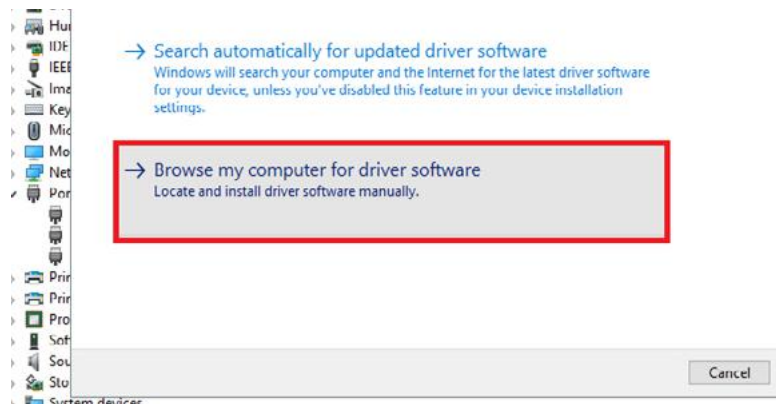 Hu
IDE
IEEE
Ima
Key
Mic
Mo
Net
Por
Prin
Prin
Pro
Sof
Sou
Sto
System devices
→ Search automatically for updated driver software
Windows will search your computer and the Internet for the latest driver software
for your device, unless you've disabled this feature in your device installation
settings.
→ Browse my computer for driver software
Locate and install driver software manually.
Cancel